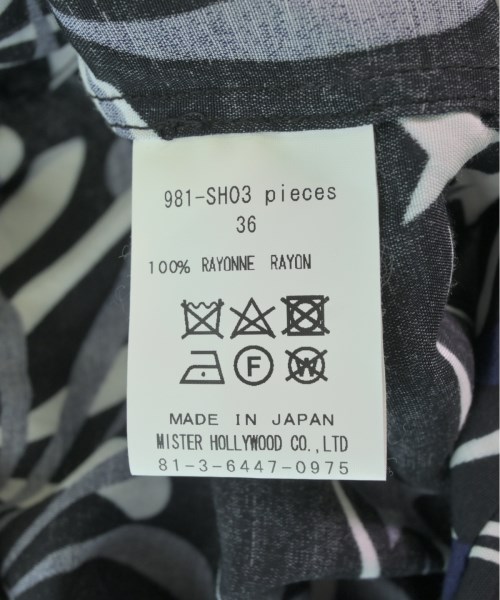 981-SH03 pieces
36
100% RAYONNE RAYON
F W
MADE IN JAPAN
MISTER HOLLYWOOD CO.,LTD
81-3-6447-0975